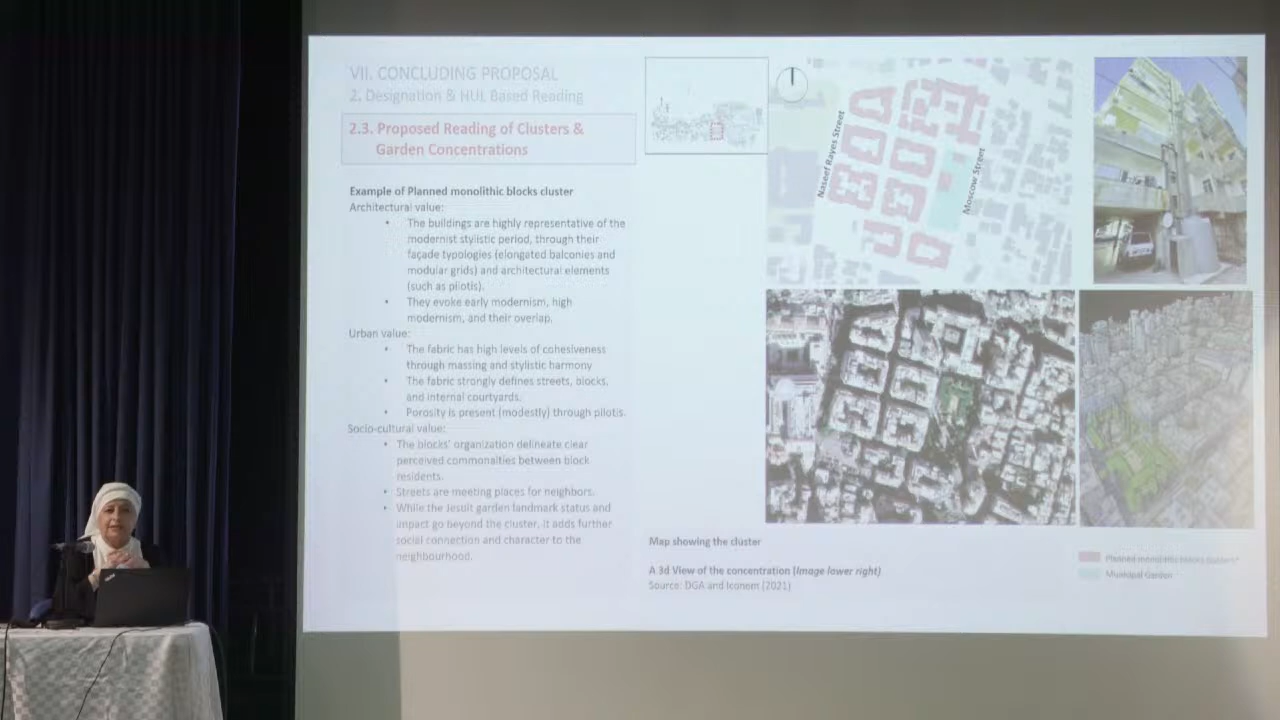 VII. CONCLUDING PROPOSAL
2. Designation & HUL Based Reading
2.3. Proposed Reading of Clusters &
Garden Concentrations
Example of Planned monolithic blocks cluster
Architectural value:
• The buildings are highly representative of the
modernist stylistic period, through their
façade typologies (elongated balconies and
modular grids) and architectural elements
(such as pilotis).
• They evoke early modernism, high
modernism, and their overlap.
Urban value:
• The fabric has high levels of cohesiveness
through massing and stylistic harmony
• The fabric strongly defines streets, blocks,
and internal courtyards.
• Porosity is present (modestly) through pilotis.
Socio-cultural value:
• The blocks' organization delineate clear
perceived commonalties between block
residents.
• Streets are meeting places for neighbors.
• While the Jesuit garden landmark status and
impact go beyond the cluster, it adds further
social connection and character to the
neighbourhood.
Naseef Rayes Street
Moscow Street
Map showing the cluster
A 3d View of the concentration (Image lower right)
Source: DGA and Iconem (2021)
Planned monolithic blocks clusters*
Municipal Garden